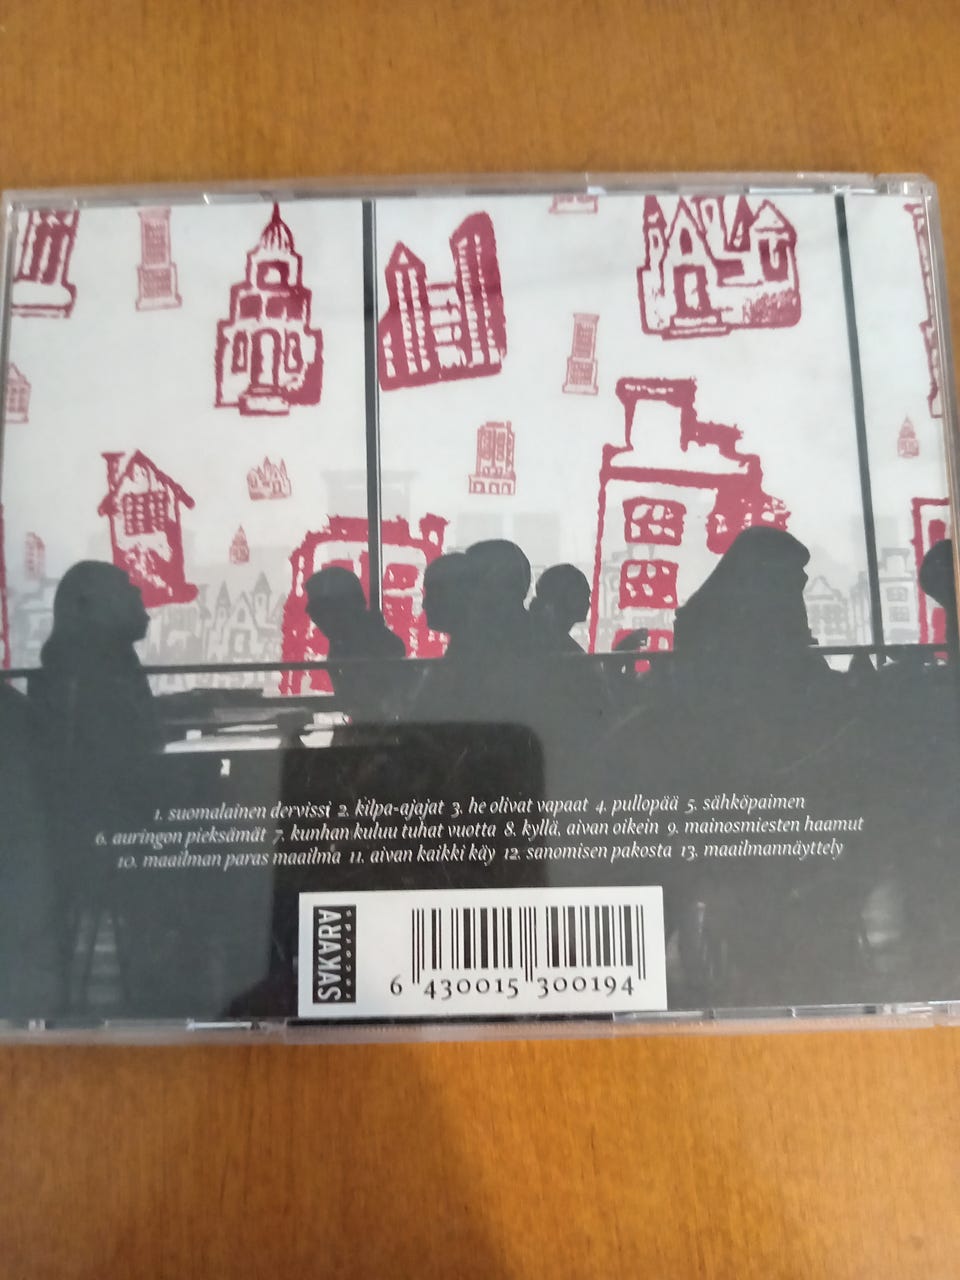 1. suomalainen dervissi 2. kilpa-ajajat 3. he olivat vapaat 4. pullopää 5. sähköpaimen
6. auringon pieksämät 7. kunhan kuluu tuhat vuotta 8. kyllä, aivan oikein 9. mainosmiesten haamut
10. maailman paras maailma 11. aivan kaikki käy 12. sanomisen pakosta 13. maailmannäyttely
SAKARA
records
6 430015 300194